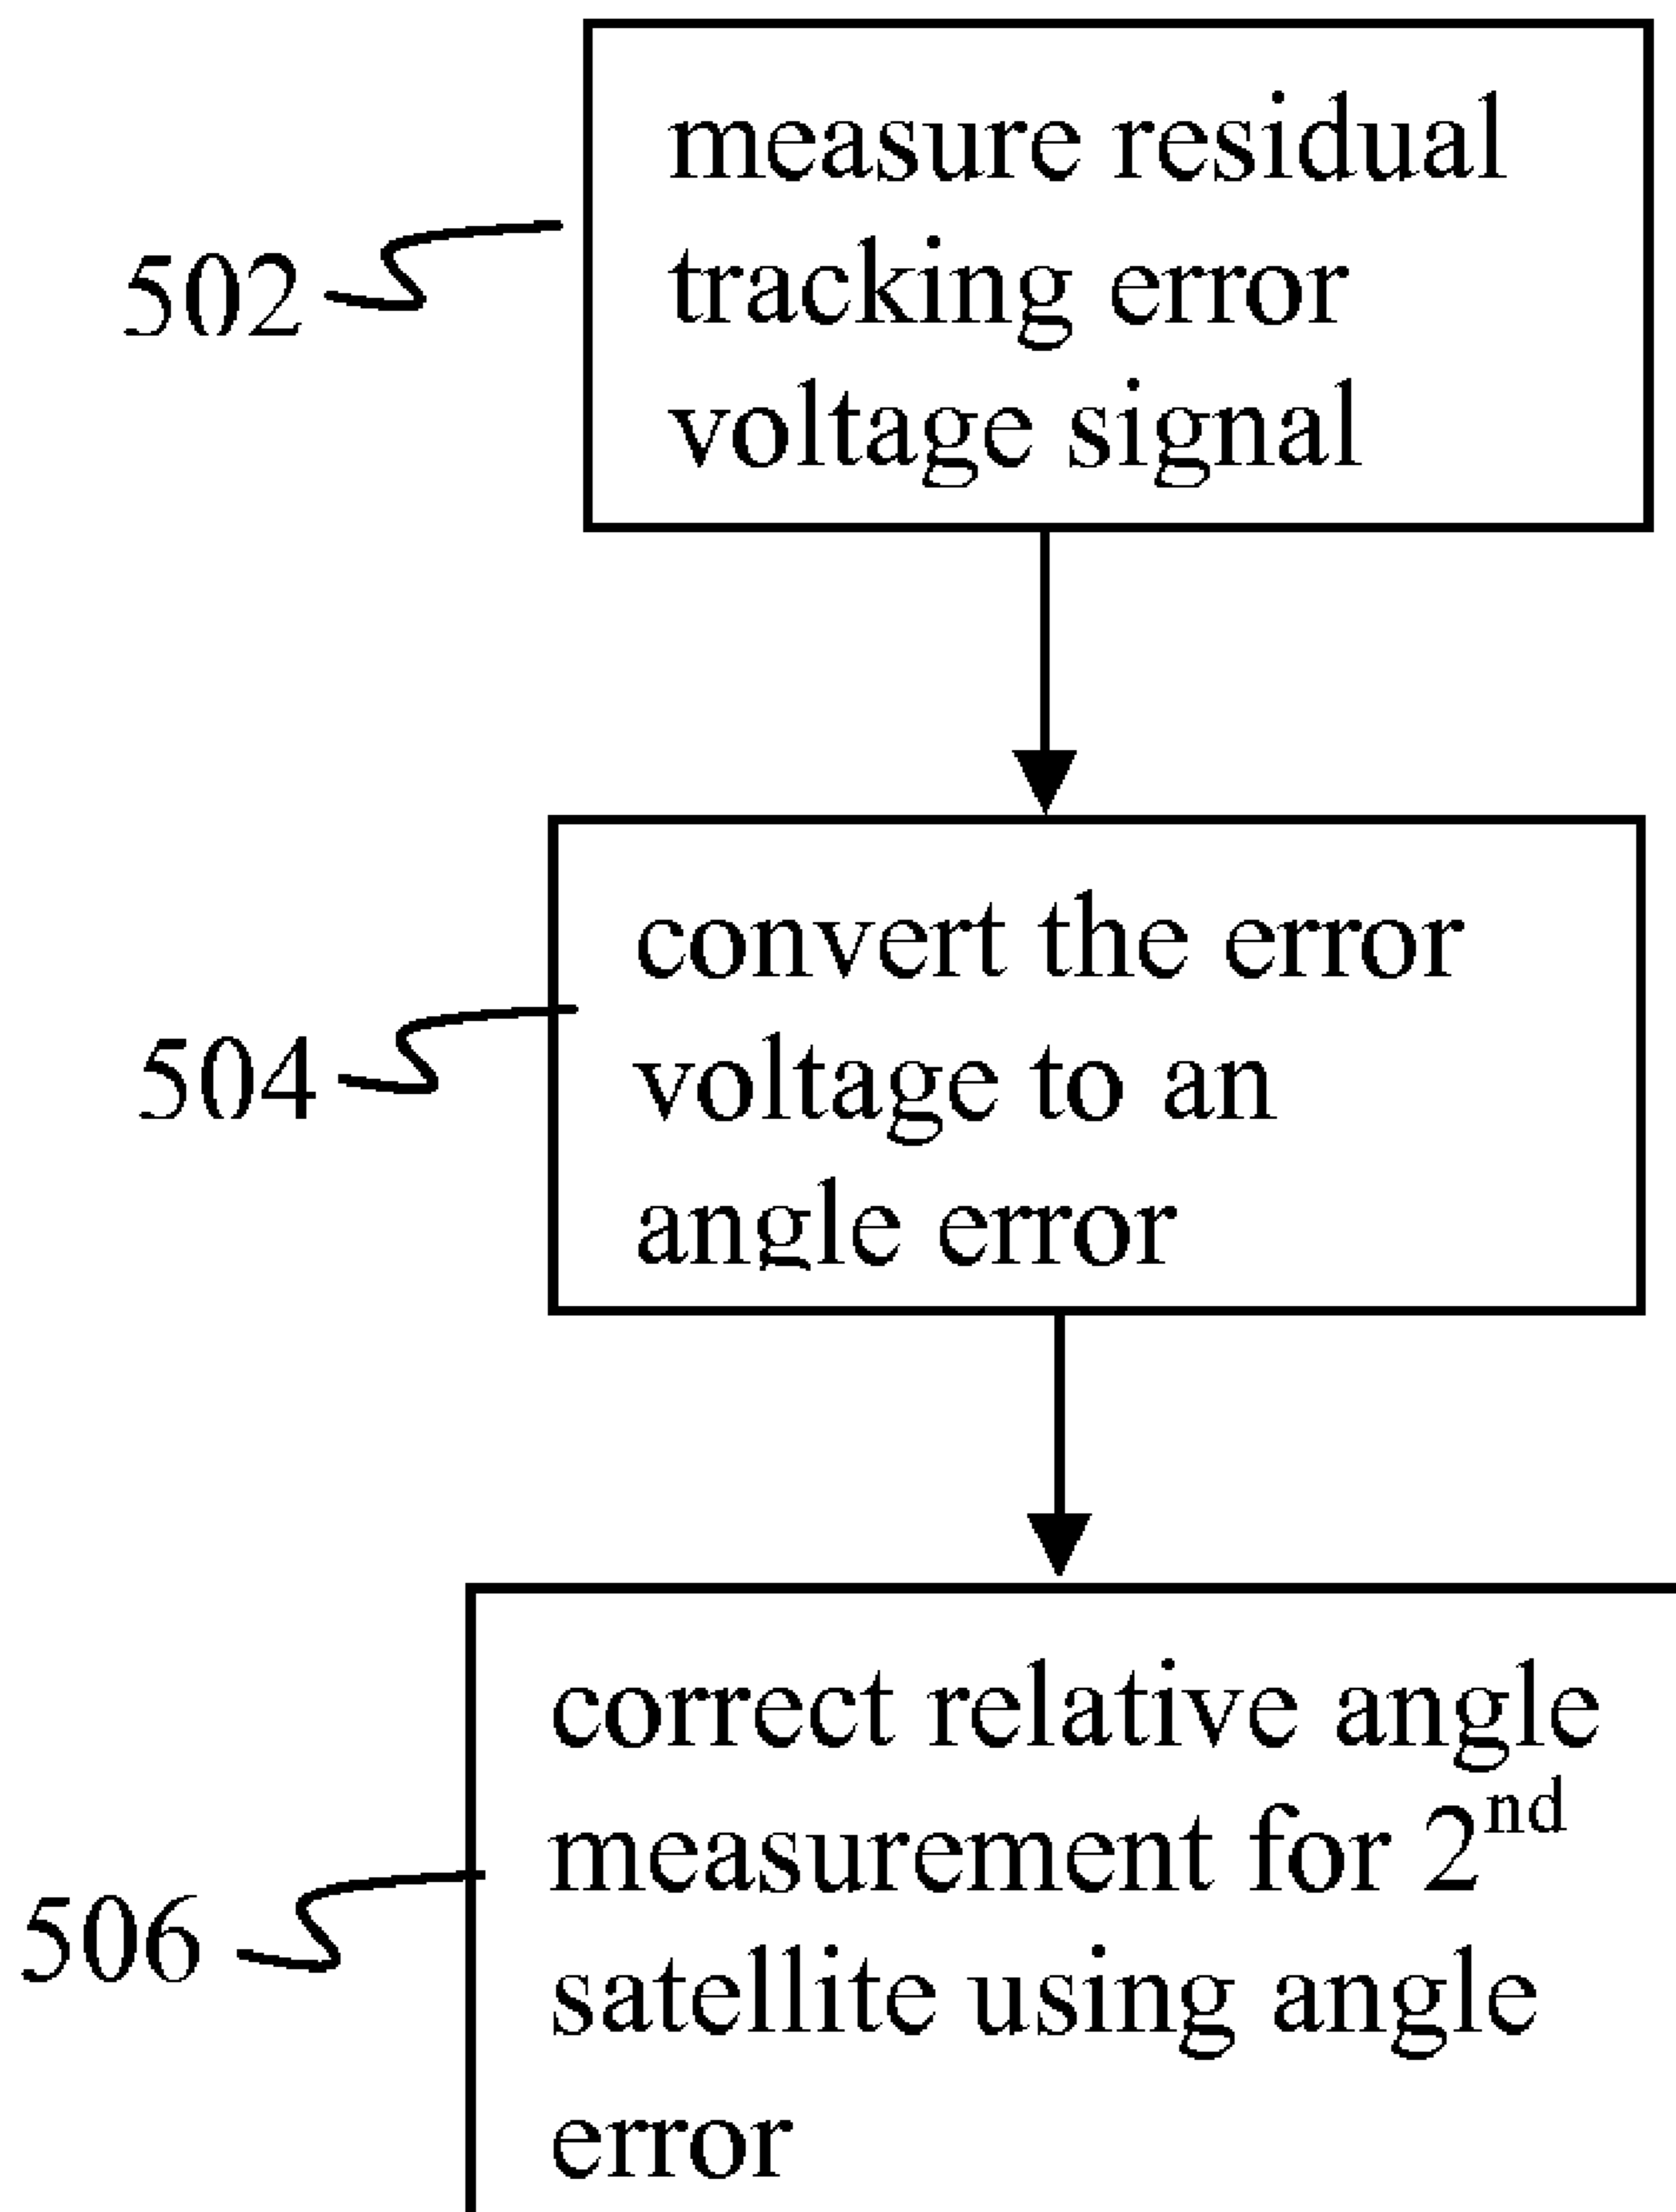 measure residual
tracking error
voltage signal
502
convert the error
voltage to an
angle error
504
correct relative angle
measurement for 2nd
satellite using angle
error
506